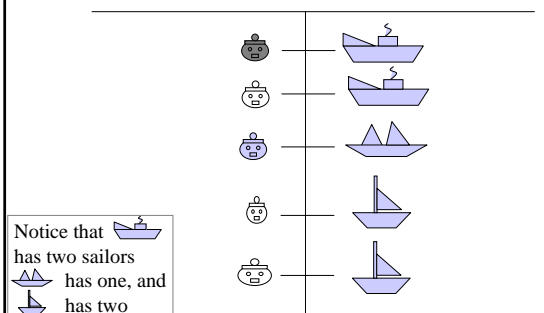 Notice that
has two sailors
has one, and
has two